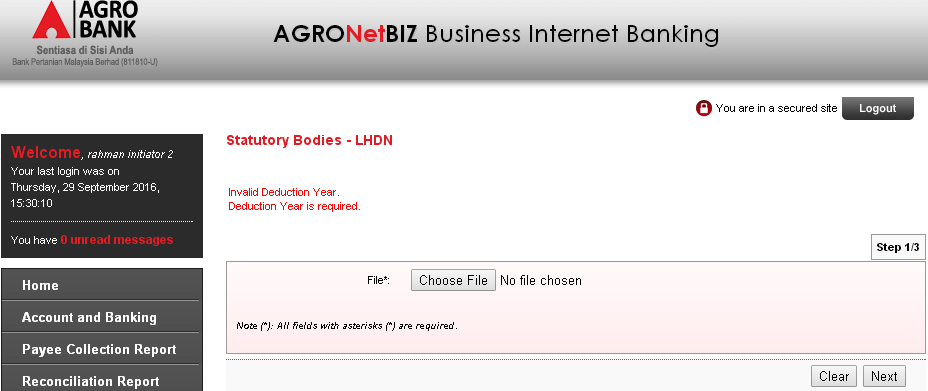 AGRO
BANK
Sentiasa di Sisi Anda
Bank Pertanian Malaysia Berhad (811810-U)
AGRONetBIZ Business Internet Banking
You are in a secured site
Logout
Welcome, rahman initiator 2
Your last login was on
Thursday, 29 September 2016,
15:30:10
You have 0 unread messages
Home
Account and Banking
Payee Collection Report
Reconciliation Report
Statutory Bodies - LHDN
Invalid Deduction Year.
Deduction Year is required.
Step 1/3
File*: Choose File No file chosen
Note (*): All fields with asterisks (*) are required.
Clear Next